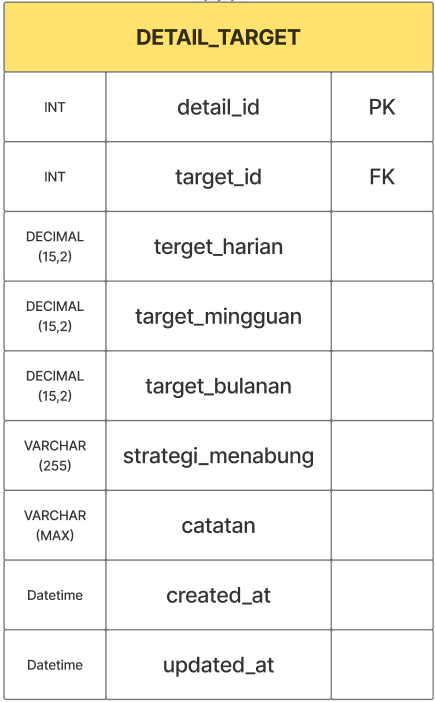 DETAIL_TARGET
INT detail_id PK
INT target_id FK
DECIMAL
(15,2)
terget_harian
DECIMAL
(15,2)
target_mingguan
DECIMAL
(15,2)
target_bulanan
VARCHAR
(255)
strategi_menabung
VARCHAR
(MAX)
catatan
Datetime created_at
Datetime updated_at